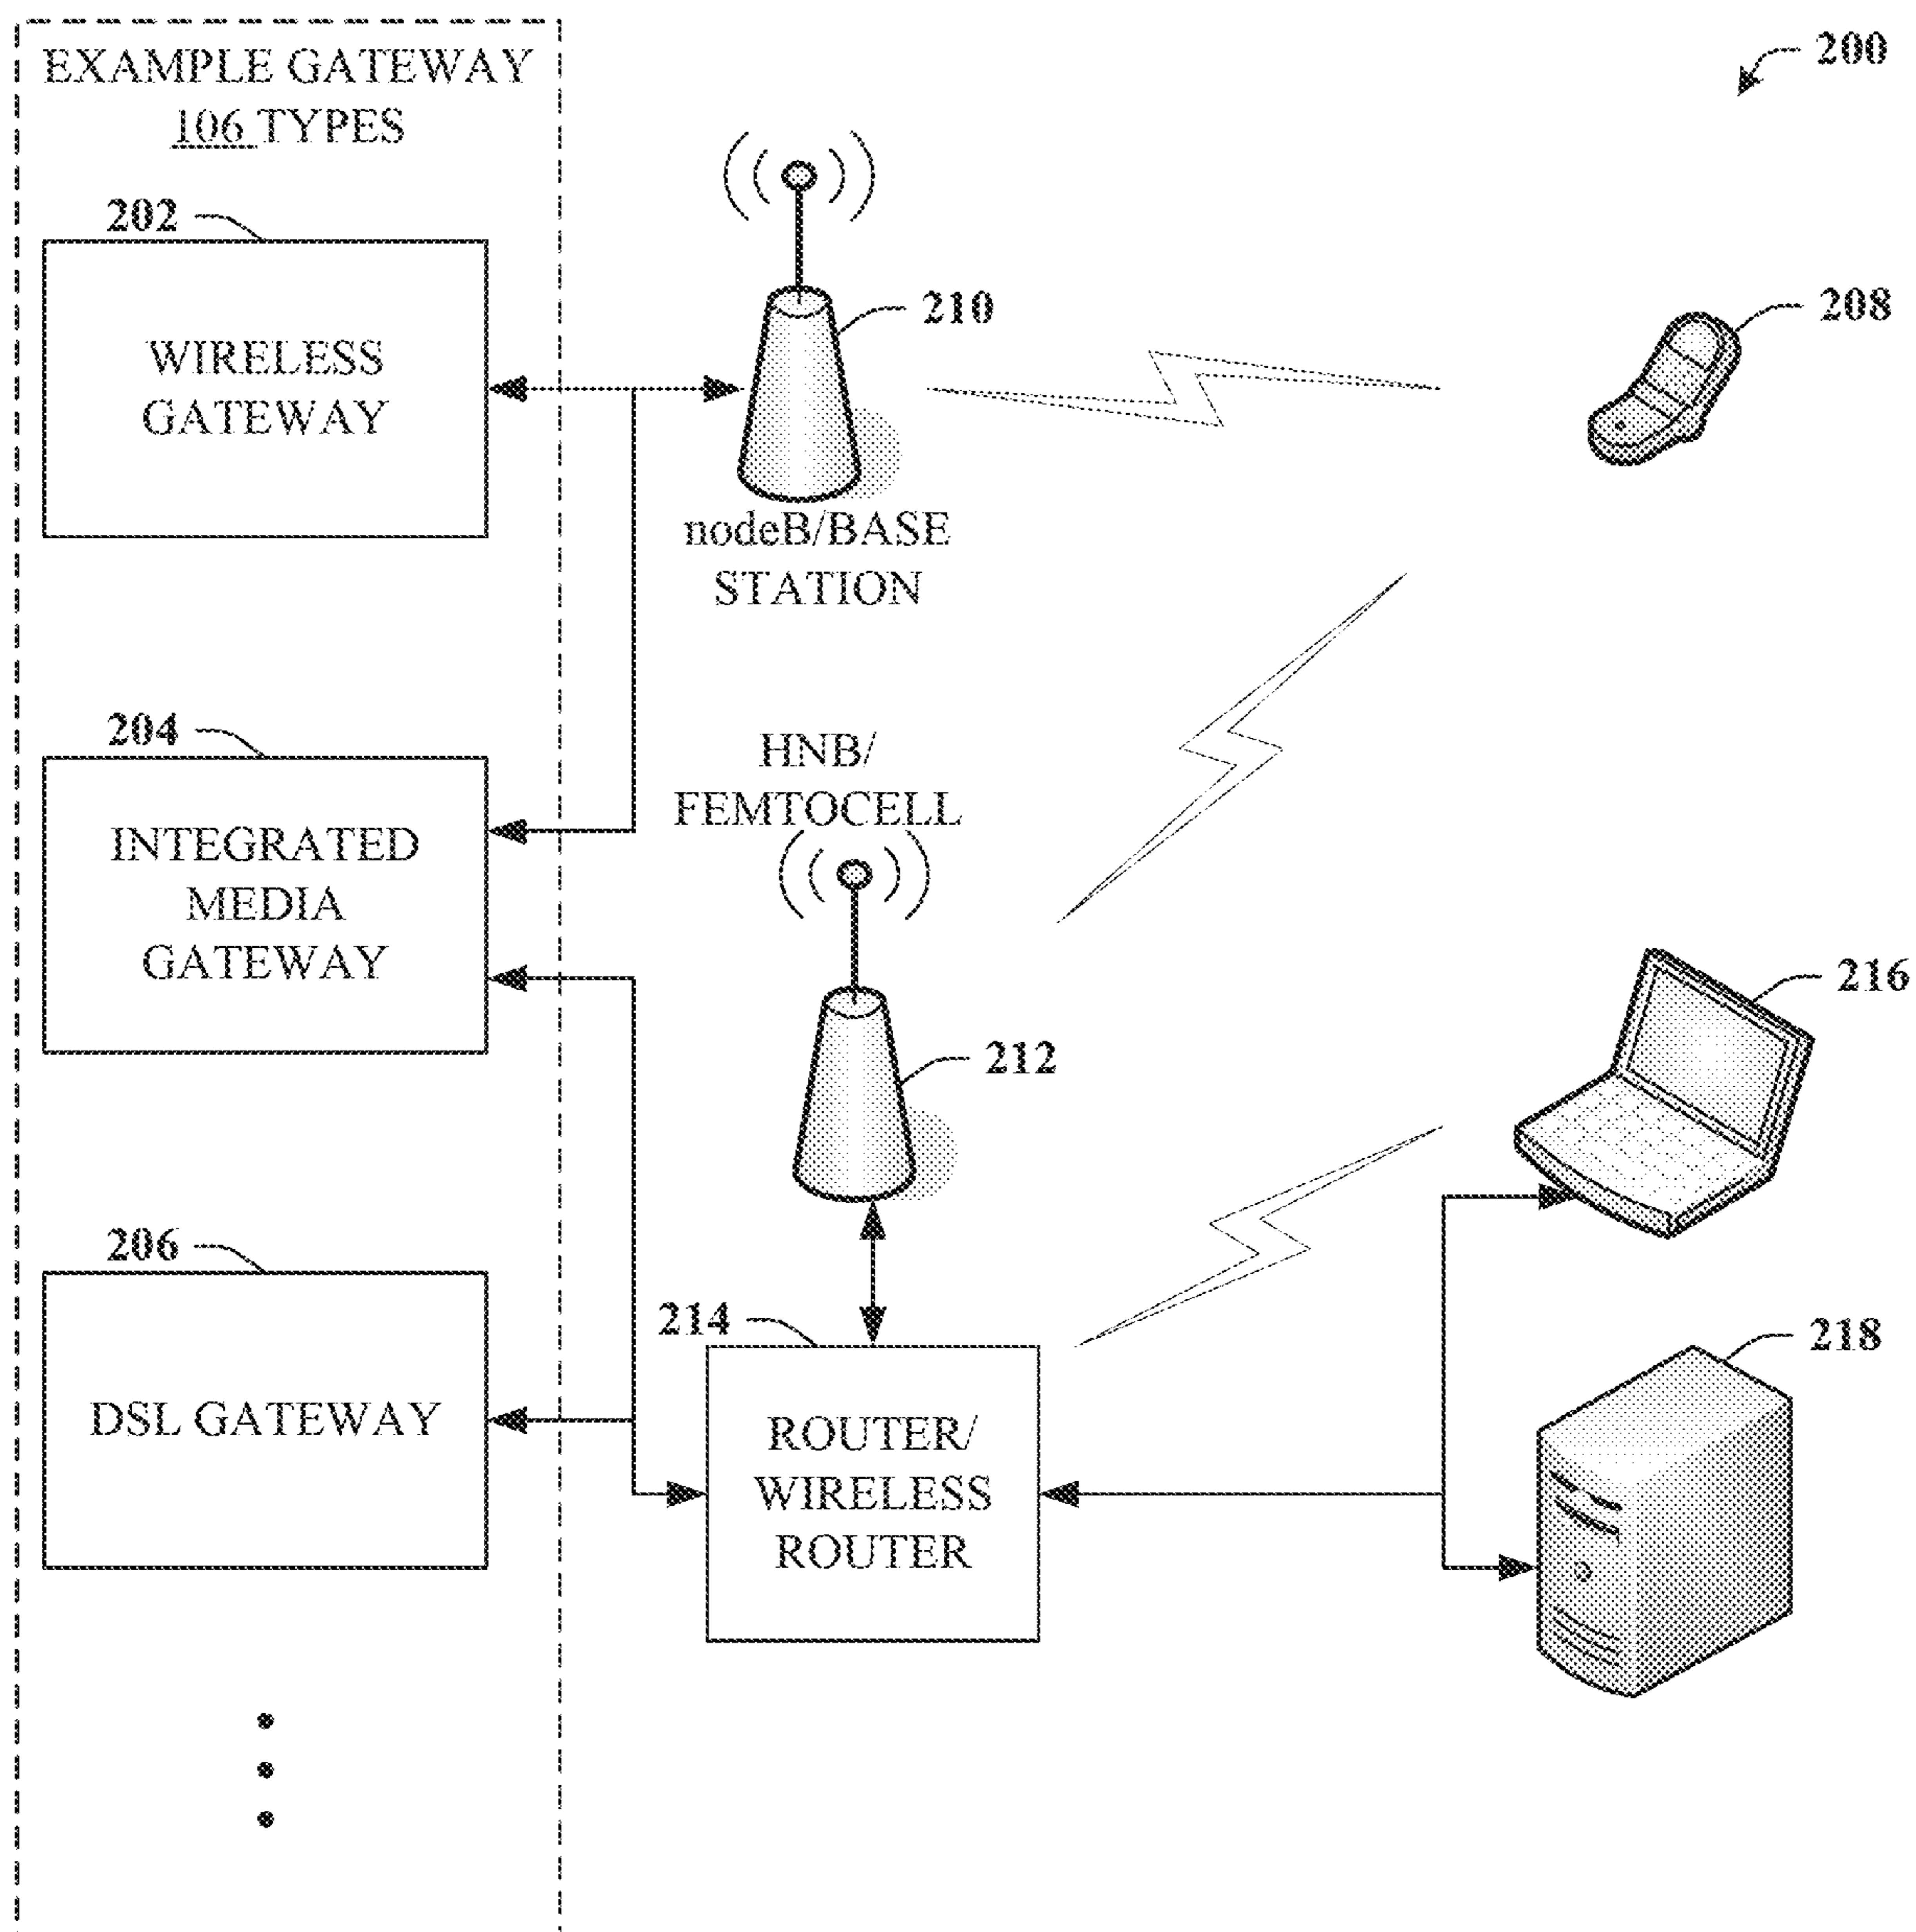 EXAMPLE GATEWAY
106 TYPES
200
202
WIRELESS
GATEWAY
210
nodeB/BASE
STATION
208
204
INTEGRATED
MEDIA
GATEWAY
HNB/
FEMTOCELL
212
216
206
DSL GATEWAY
214
ROUTER/
WIRELESS
ROUTER
218